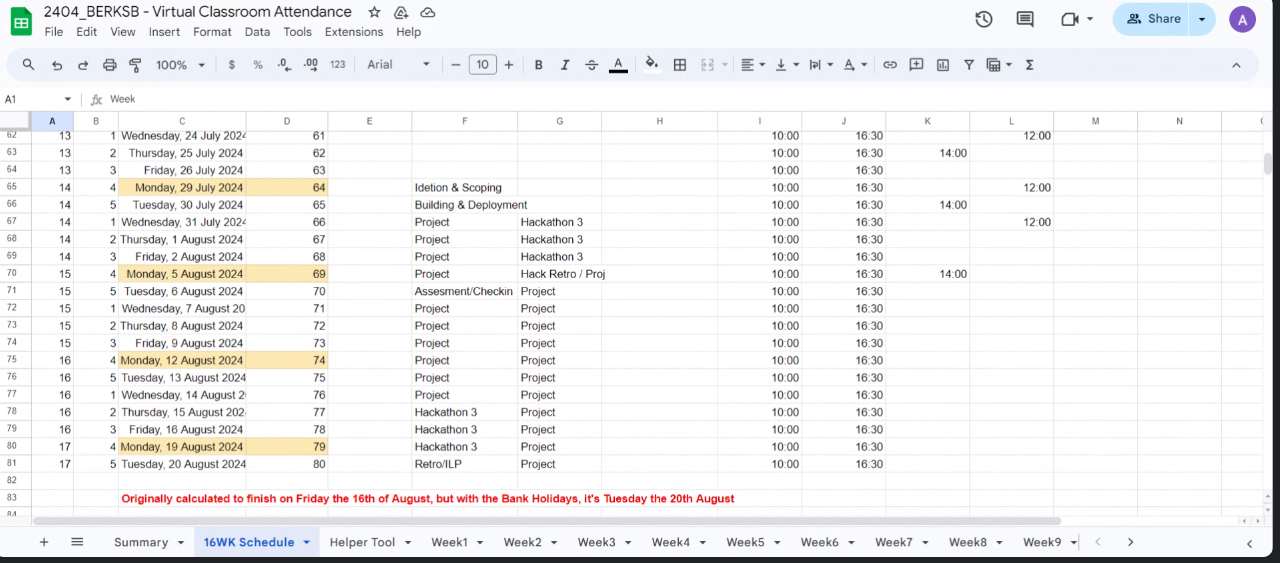 2404_BERKSB - Virtual Classroom Attendance
File Edit View Insert Format Data Tools Extensions Help
Share
A
100% $ % .0 .00 123 Arial 10 B I A
A1 fx Week
A B C D E F G H I J K L M N
62 13 1 Wednesday, 24 July 2024 61 10:00 16:30 12:00
63 13 2 Thursday, 25 July 2024 62 10:00 16:30 14:00
64 13 3 Friday, 26 July 2024 63 10:00 16:30
65 14 4 Monday, 29 July 2024 64 Idetion & Scoping 10:00 16:30 12:00
66 14 5 Tuesday, 30 July 2024 65 Building & Deployment 10:00 16:30 14:00
67 14 1 Wednesday, 31 July 2024 66 Project Hackathon 3 10:00 16:30 12:00
68 14 2 Thursday, 1 August 2024 67 Project Hackathon 3 10:00 16:30
69 14 3 Friday, 2 August 2024 68 Project Hackathon 3 10:00 16:30
70 15 4 Monday, 5 August 2024 69 Project Hack Retro / Proj 10:00 16:30 14:00
71 15 5 Tuesday, 6 August 2024 70 Assesment/Checkin Project 10:00 16:30
72 15 1 Wednesday, 7 August 20 71 Project Project 10:00 16:30
73 15 2 Thursday, 8 August 2024 72 Project Project 10:00 16:30
74 15 3 Friday, 9 August 2024 73 Project Project 10:00 16:30
75 16 4 Monday, 12 August 2024 74 Project Project 10:00 16:30
76 16 5 Tuesday, 13 August 2024 75 Project Project 10:00 16:30
77 16 1 Wednesday, 14 August 2 76 Project Project 10:00 16:30
78 16 2 Thursday, 15 August 202 77 Hackathon 3 Project 10:00 16:30
79 16 3 Friday, 16 August 2024 78 Hackathon 3 Project 10:00 16:30
80 17 4 Monday, 19 August 2024 79 Hackathon 3 Project 10:00 16:30
81 17 5 Tuesday, 20 August 2024 80 Retro/ILP Project 10:00 16:30
82
83 Originally calculated to finish on Friday the 16th of August, but with the Bank Holidays, it's Tuesday the 20th August
84
Summary 16WK Schedule Helper Tool Week1 Week2 Week3 Week4 Week5 Week6 Week7 Week8 Week9